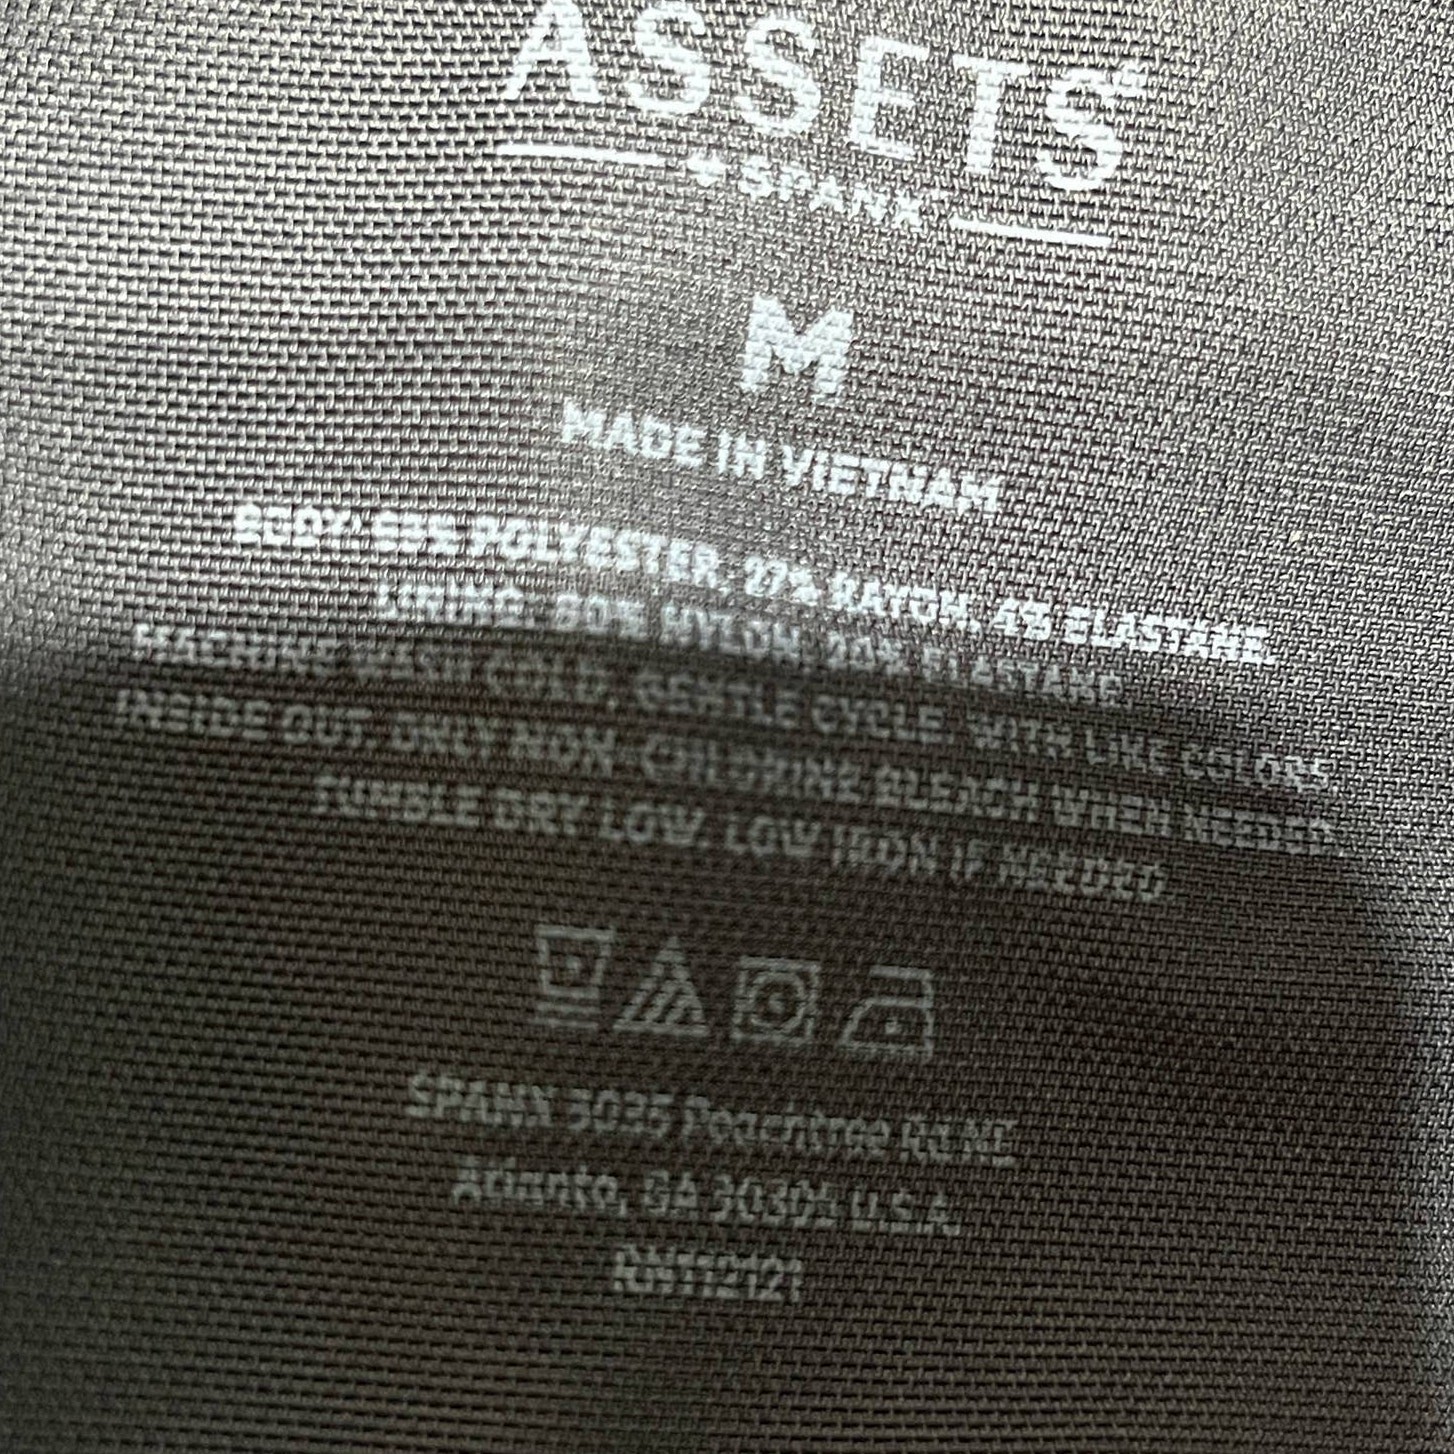 ASSETS
SPANX
M
MADE IN VIETNAM
BODY: 69% POLYESTER, 27% RAYON, 4% ELASTANE.
LINING: 80% NYLON, 20% ELASTANE
MACHINE WASH COLD, GENTLE CYCLE, WITH LIKE COLORS,
INSIDE OUT. ONLY NON-CHLORINE BLEACH WHEN NEEDED.
TUMBLE DRY LOW. LOW IRON IF NEEDED.
SPANX 3035 Peachtree Rd NE
Atlanta, GA 30305 U.S.A.
RN112121